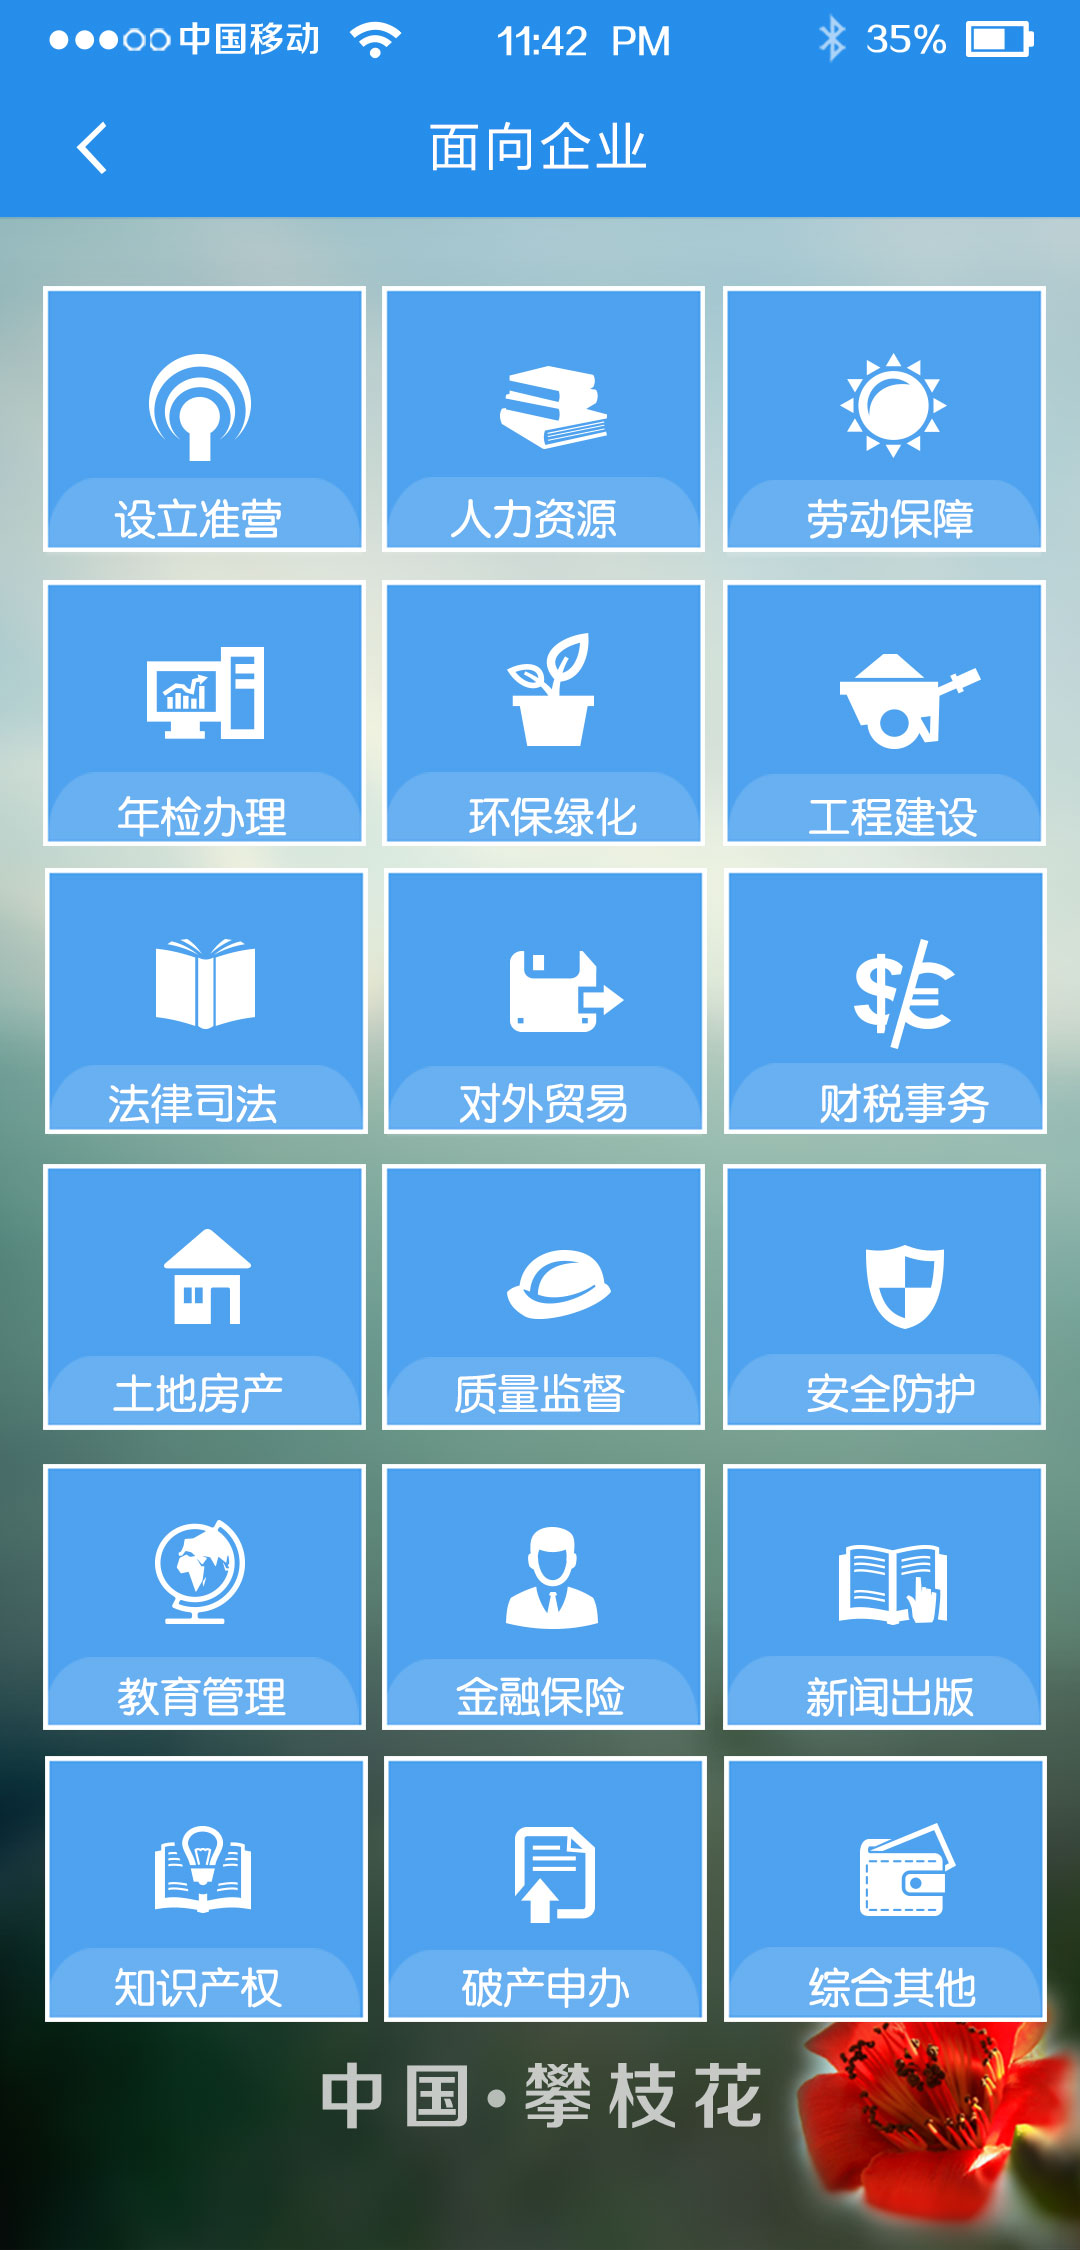 中国移动 11:42 PM 35%
面向企业
设立准营 人力资源 劳动保障
年检办理 环保绿化 工程建设
法律司法 对外贸易 财税事务
土地房产 质量监督 安全防护
教育管理 金融保险 新闻出版
知识产权 破产申办 综合其他
中国·攀枝花